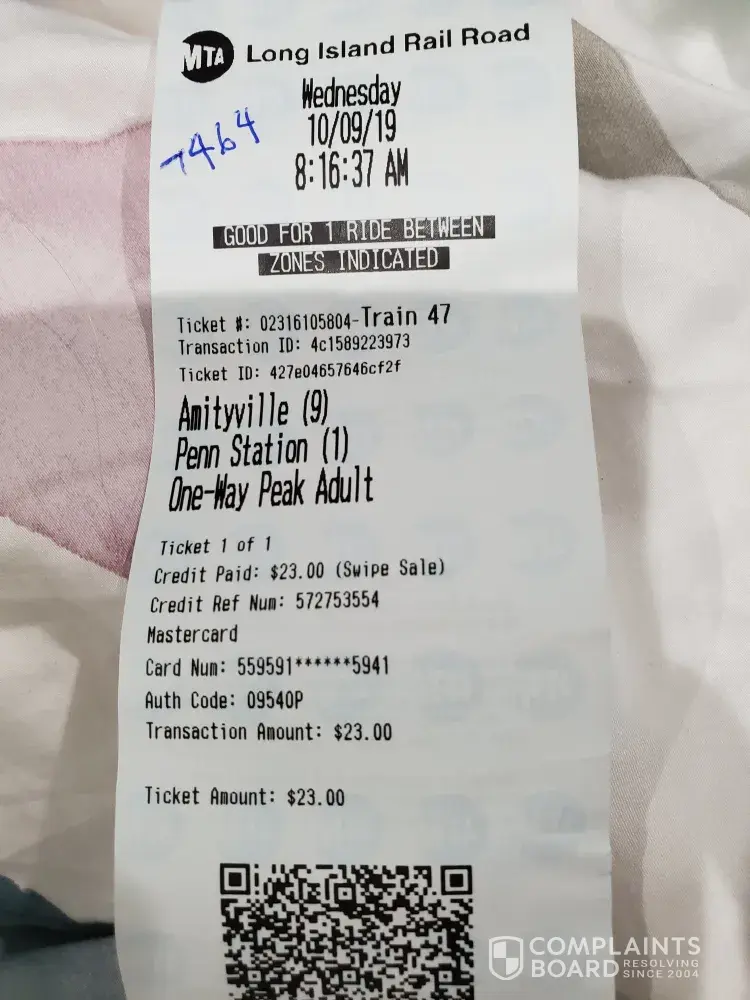 MTA Long Island Rail Road
Wednesday
10/09/19
7464
8:16:37 AM
GOOD FOR 1 RIDE BETWEEN
ZONES INDICATED
Ticket #: 02316105804-Train 47
Transaction ID: 4c1589223973
Ticket ID: 427e04657646cf2f
Amityville (9)
Penn Station (1)
One-Way Peak Adult
Ticket 1 of 1
Credit Paid: $23.00 (Swipe Sale)
Credit Ref Num: 572753554
Mastercard
Card Num: 559591******5941
Auth Code: 09540P
Transaction Amount: $23.00
Ticket Amount: $23.00
COMPLAINTS
BOARD RESOLVING
SINCE 2004